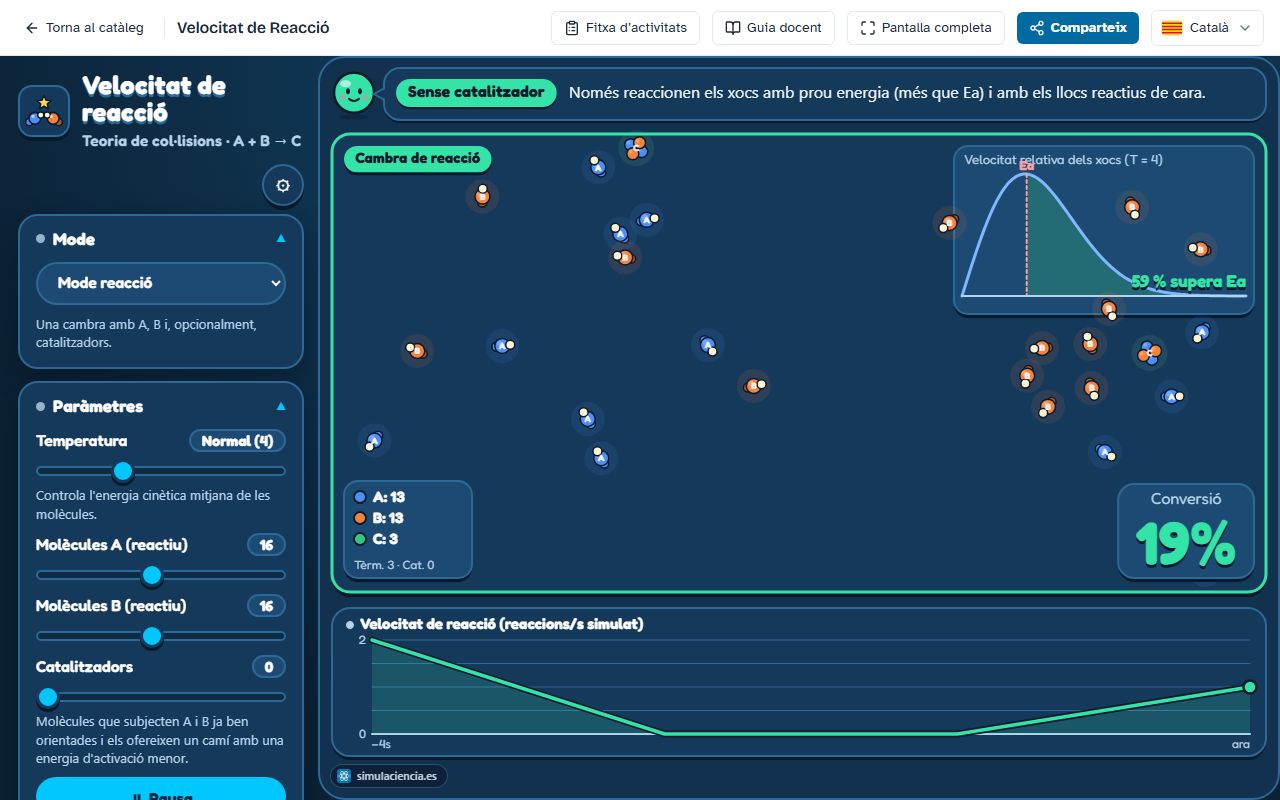 Torna al catàleg
Velocitat de Reacció
Fitxa d'activitats
Guia docent
Pantalla completa
Comparteix
Català
Velocitat de
reacció
Teoria de col·lisions · A + B → C
Mode
Mode reacció
Una cambra amb A, B i, opcionalment,
catalitzadors.
Paràmetres
Temperatura
Normal (4)
Controla l'energia cinètica mitjana de les
molècules.
Molècules A (reactiu)
16
Molècules B (reactiu)
16
Catalitzadors
0
Molècules que subjecten A i B ja ben
orientades i els ofereixen un camí amb una
energia d'activació menor.
Pausa
Sense catalitzador
Només reaccionen els xocs amb prou energia (més que Ea) i amb els llocs reactius de cara.
Cambra de reacció
Velocitat relativa dels xocs (T = 4)
Ea
59 % supera Ea
A: 13
B: 13
C: 3
Tèrm. 3 · Cat. 0
Conversió
19%
Velocitat de reacció (reaccions/s simulat)
2
0
−4s
ara
simulaciencia.es